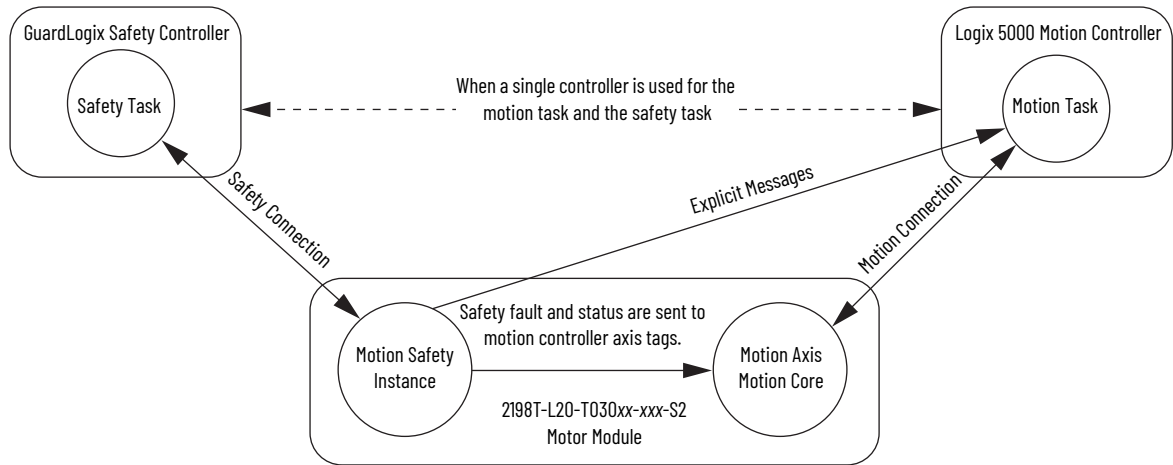 GuardLogix Safety Controller
Logix 5000 Motion Controller
Safety Task
When a single controller is used for the
motion task and the safety task
Motion Task
Safety Connection
Explicit Messages
Motion Connection
Safety fault and status are sent to
motion controller axis tags.
Motion Safety
Instance
Motion Axis
Motion Core
2198T-L20-T030xx-xxx-S2
Motor Module